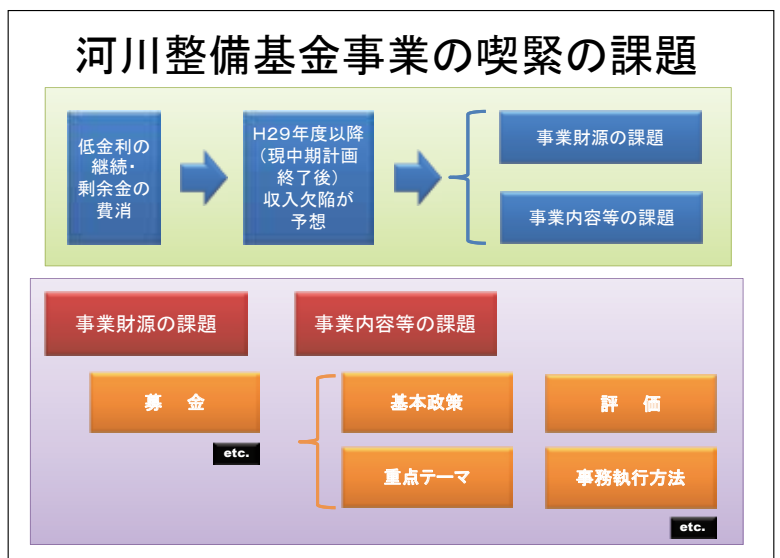 河川整備基金事業の喫緊の課題
低金利の
継続・
剰余金の
費消
H29年度以降
(現中期計画
終了後)
収入欠陥が
予想
事業財源の課題
事業内容等の課題
事業財源の課題
事業内容等の課題
募 金
etc.
基本政策
評 価
重点テーマ
事務執行方法
etc.